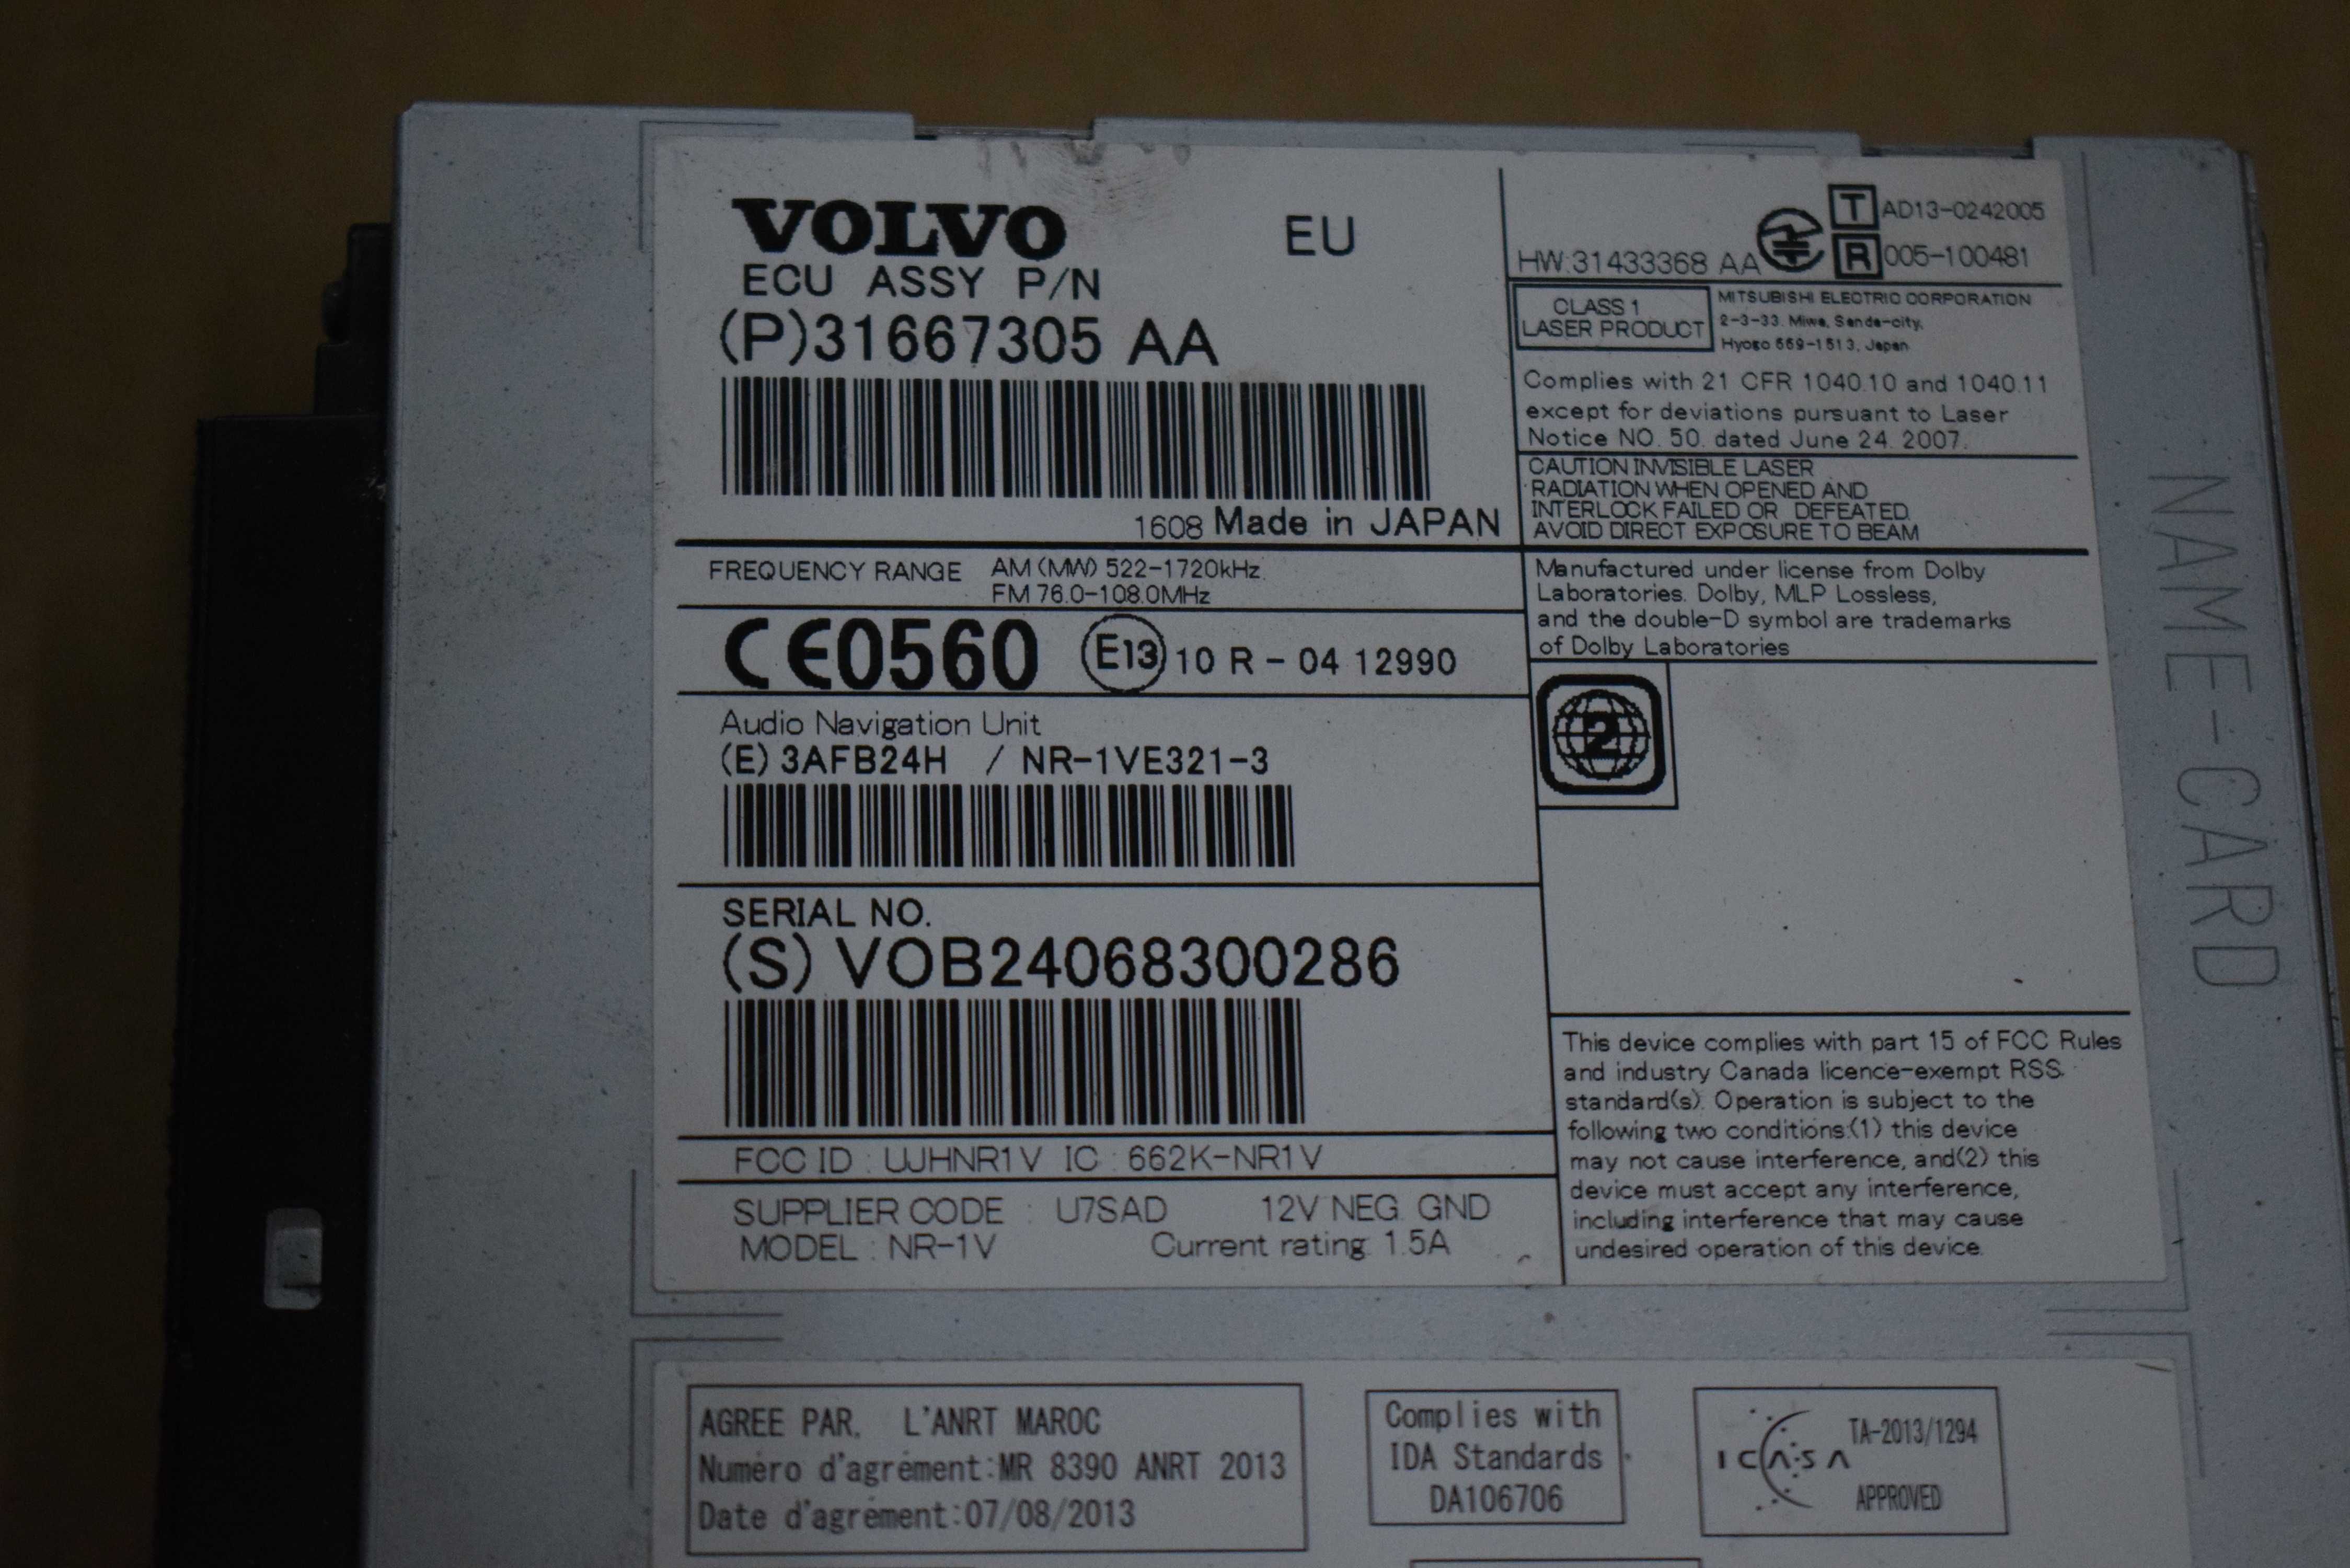 VOLVO EU
ECU ASSY P/N
(P)31667305 AA
1608 Made in JAPAN
FREQUENCY RANGE AM (MW) 522-1720kHz
FM 76.0-108.0MHz
CE0560 E13 10 R - 04 12990
Audio Navigation Unit
(E) 3AFB24H / NR-1VE321-3
SERIAL NO.
(S) VOB24068300286
FCC ID : UJHNR1V IC : 662K-NR1V
SUPPLIER CODE : U7SAD 12V NEG. GND
MODEL : NR-1V Current rating: 1.5A
T AD13-0242005
HW:31433368 AA R 005-100481
CLASS 1
LASER PRODUCT
MITSUBISHI ELECTRIC CORPORATION
2-3-33, Miwa, Sanda-city,
Hyogo 669-1513, Japan
Complies with 21 CFR 1040.10 and 1040.11
except for deviations pursuant to Laser
Notice NO. 50. dated June 24. 2007.
CAUTION INVISIBLE LASER
RADIATION WHEN OPENED AND
INTERLOCK FAILED OR DEFEATED.
AVOID DIRECT EXPOSURE TO BEAM
Manufactured under license from Dolby
Laboratories. Dolby, MLP Lossless,
and the double-D symbol are trademarks
of Dolby Laboratories
2
This device complies with part 15 of FCC Rules
and industry Canada licence-exempt RSS
standard(s). Operation is subject to the
following two conditions:(1) this device
may not cause interference, and(2) this
device must accept any interference,
including interference that may cause
undesired operation of this device.
NAME-CARD
AGREE PAR. L'ANRT MAROC
Numéro d'agrément:MR 8390 ANRT 2013
Date d'agrément:07/08/2013
Complies with
IDA Standards
DA106706
ICASA TA-2013/1294
APPROVED